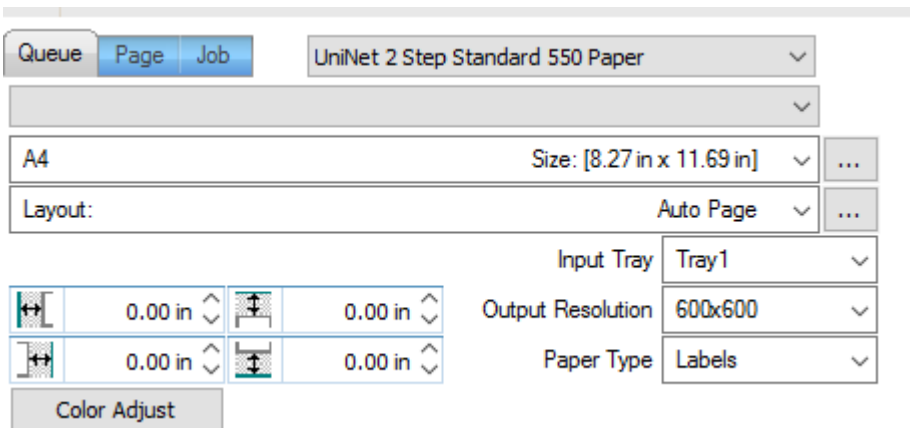 Queue Page Job UniNet 2 Step Standard 550 Paper
A4 Size: [8.27 in x 11.69 in] ...
Layout: Auto Page ...
Input Tray Tray1
0.00 in 0.00 in Output Resolution 600x600
0.00 in 0.00 in Paper Type Labels
Color Adjust